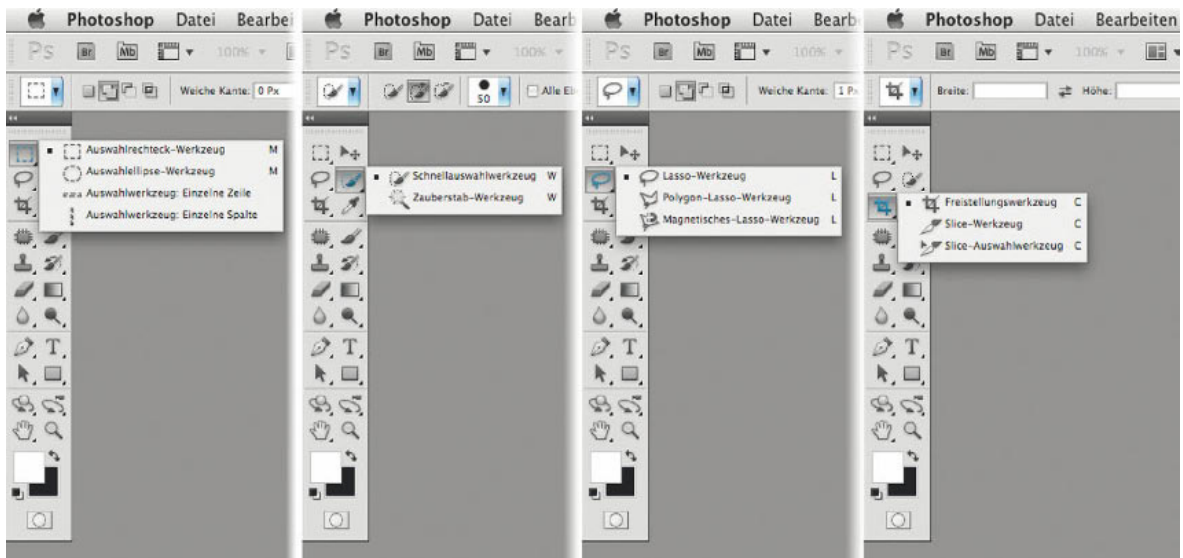 Photoshop Datei Bearbei
Ps Br Mb 100%
Weiche Kante: 0 Px
Auswahlrechteck-Werkzeug M
Auswahlellipse-Werkzeug M
Auswahlwerkzeug: Einzelne Zeile
Auswahlwerkzeug: Einzelne Spalte
T
Photoshop Datei Bearb
Ps Br Mb 100%
50 Alle Eb
Schnellauswahlwerkzeug W
Zauberstab-Werkzeug W
T
Photoshop Datei Bearb
Ps Br Mb 100%
Weiche Kante: 1 Px
Lasso-Werkzeug L
Polygon-Lasso-Werkzeug L
Magnetisches-Lasso-Werkzeug L
T
Photoshop Datei Bearbeiten
Ps Br Mb 100%
Breite: Höhe:
Freistellungswerkzeug C
Slice-Werkzeug C
Slice-Auswahlwerkzeug C
T